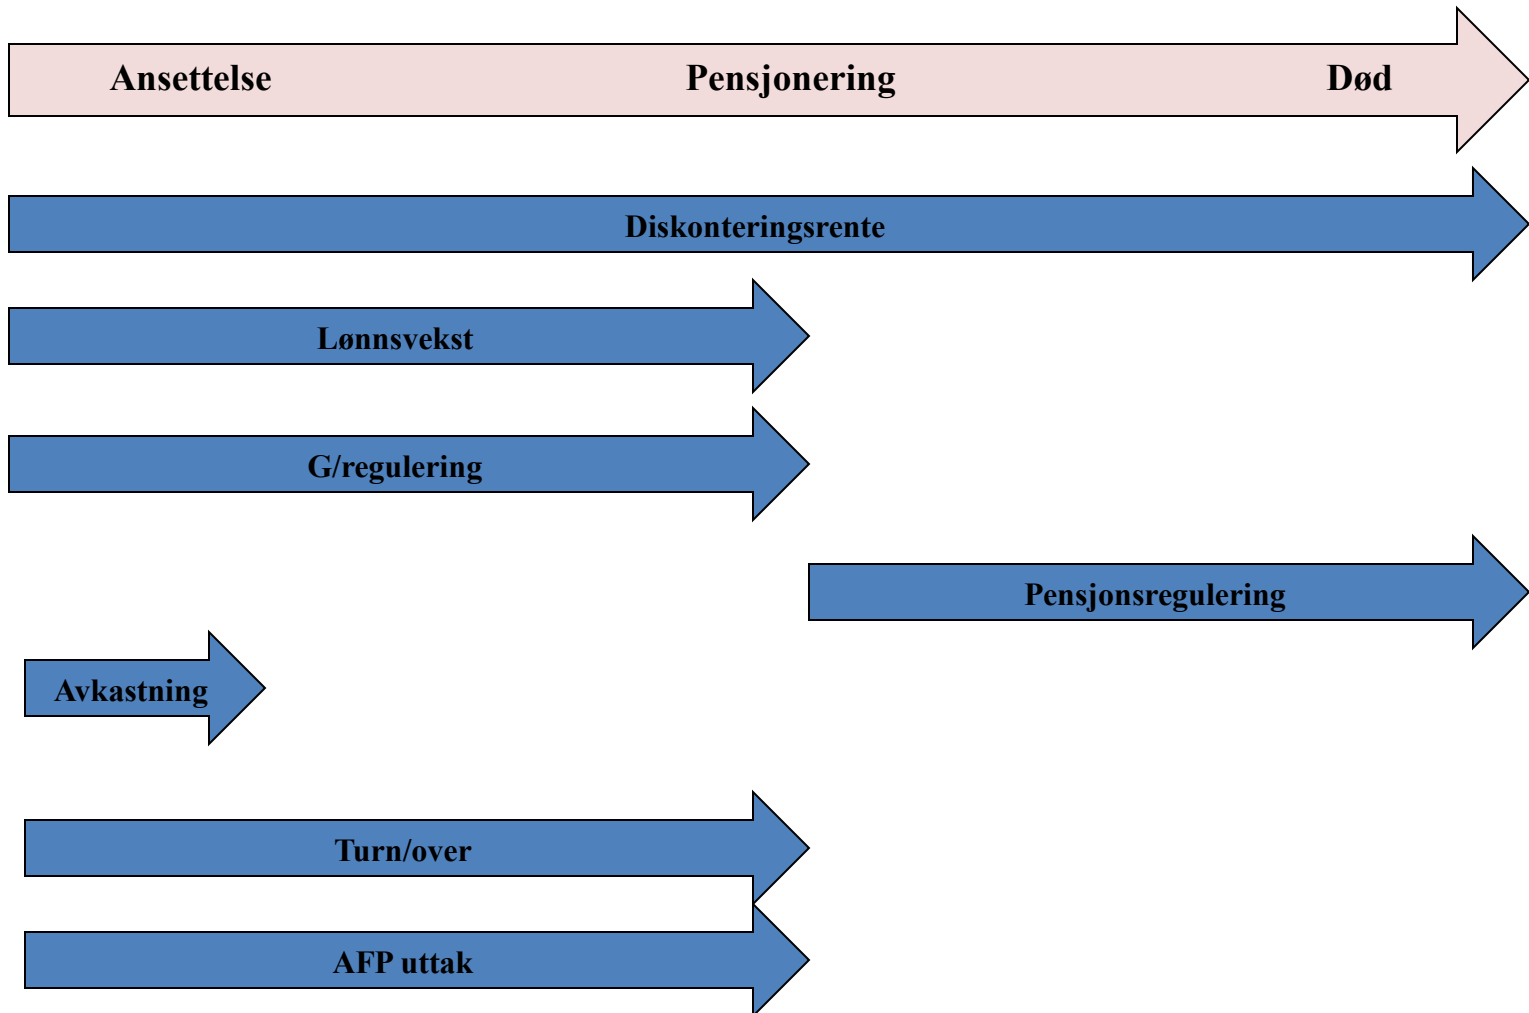 Ansettelse Pensjonering Død
Diskonteringsrente
Lønnsvekst
G/regulering
Pensjonsregulering
Avkastning
Turn/over
AFP uttak